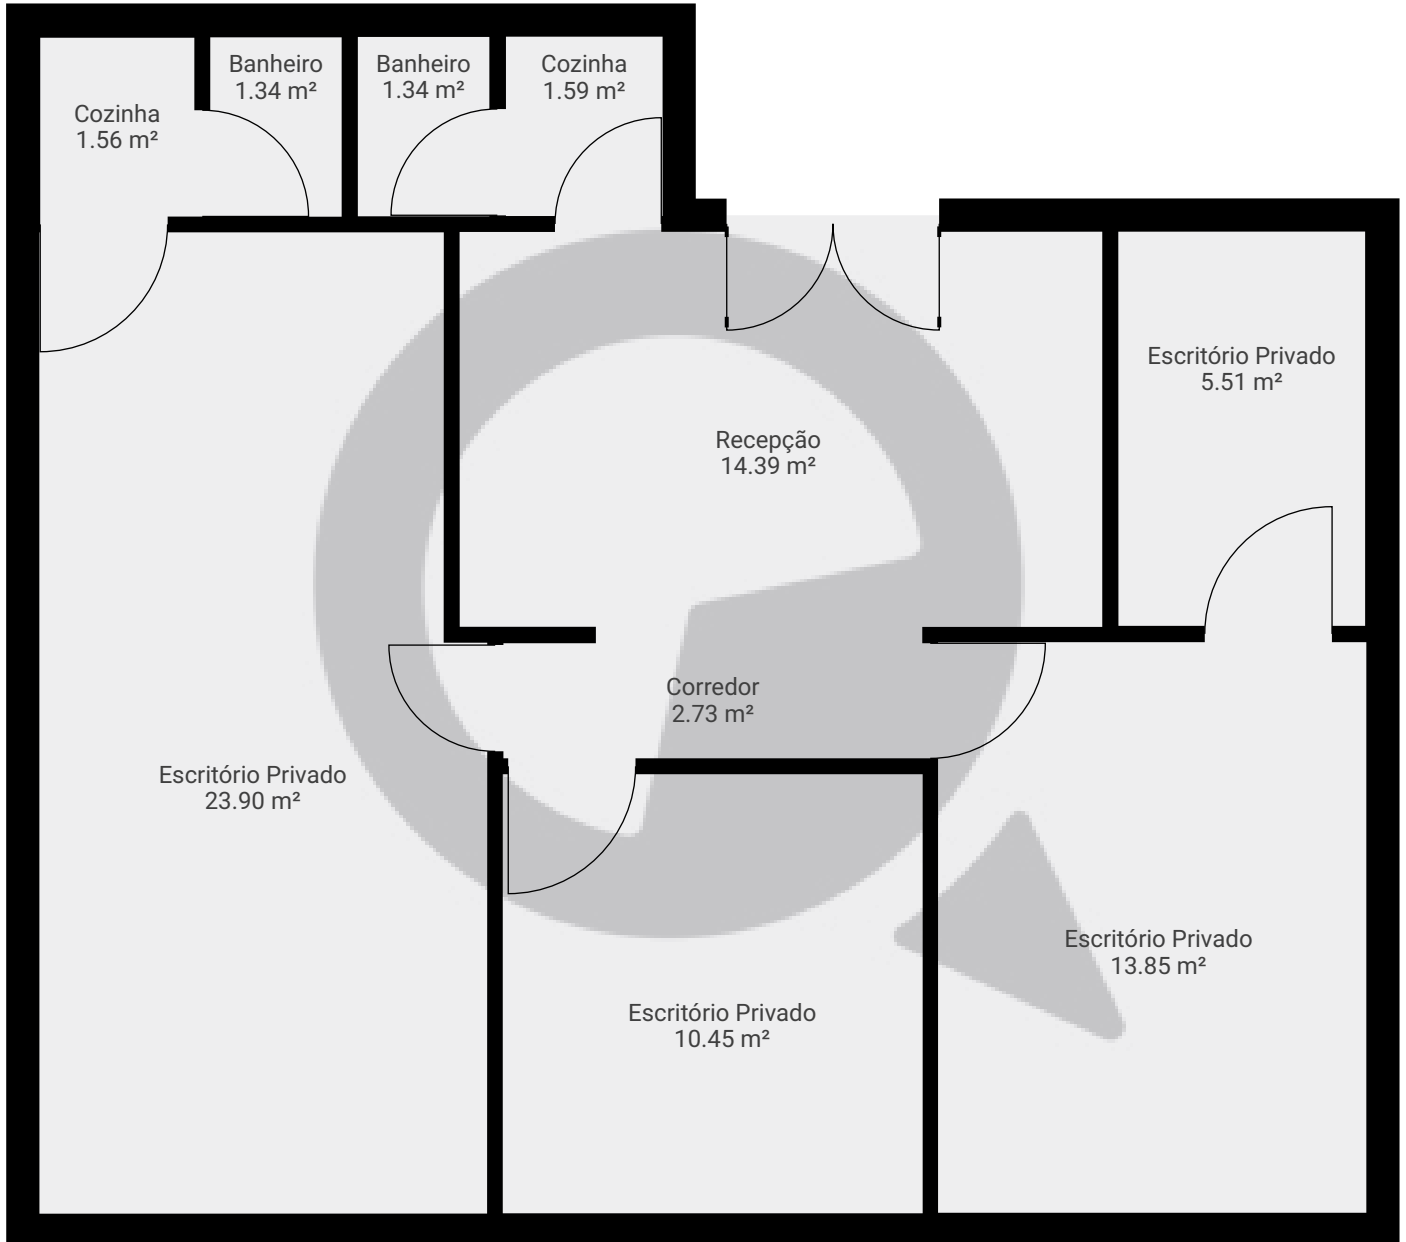 Cozinha
1.56 m²
Banheiro
1.34 m²
Banheiro
1.34 m²
Cozinha
1.59 m²
Escritório Privado
5.51 m²
Recepção
14.39 m²
Corredor
2.73 m²
Escritório Privado
23.90 m²
Escritório Privado
13.85 m²
Escritório Privado
10.45 m²